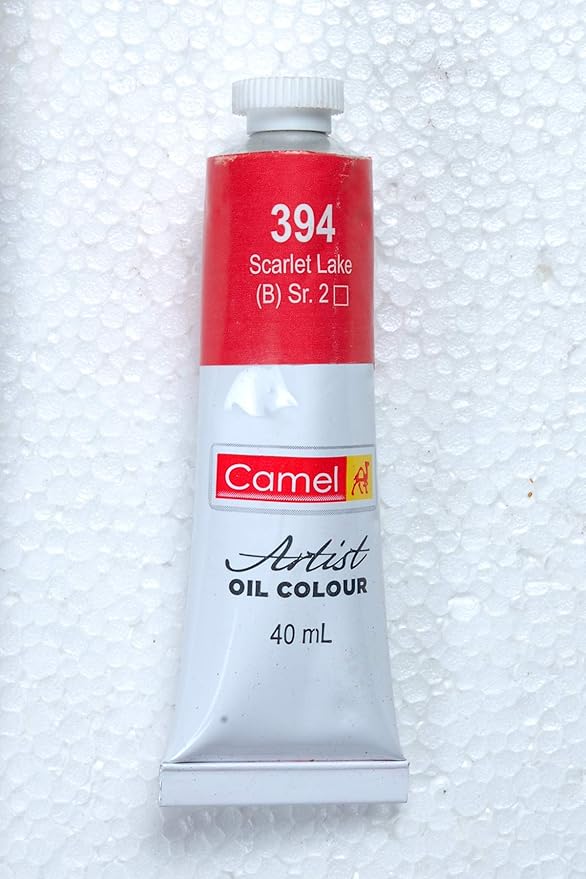 394
Scarlet Lake
(B) Sr. 2
Camel
Artist
OIL COLOUR
40 mL